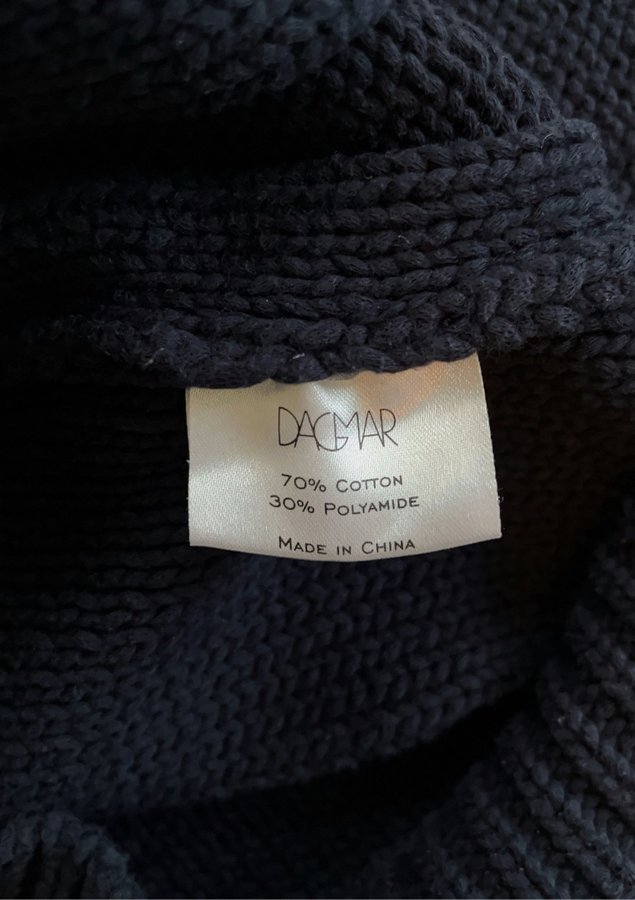 DAGMAR
70% COTTON
30% POLYAMIDE
MADE IN CHINA